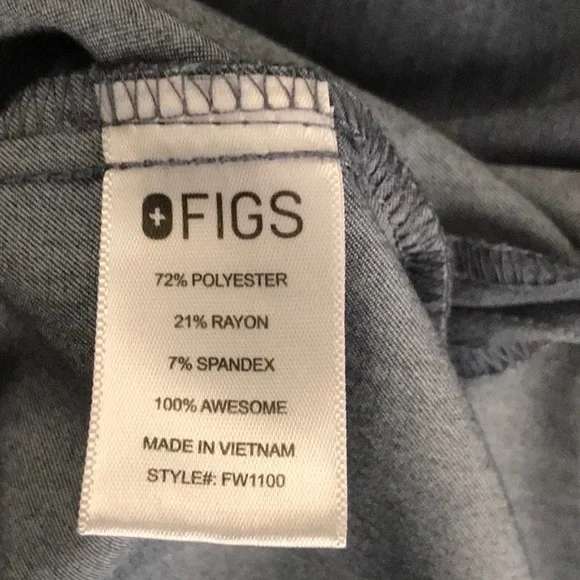 FIGS
72% POLYESTER
21% RAYON
7% SPANDEX
100% AWESOME
MADE IN VIETNAM
STYLE#: FW1100